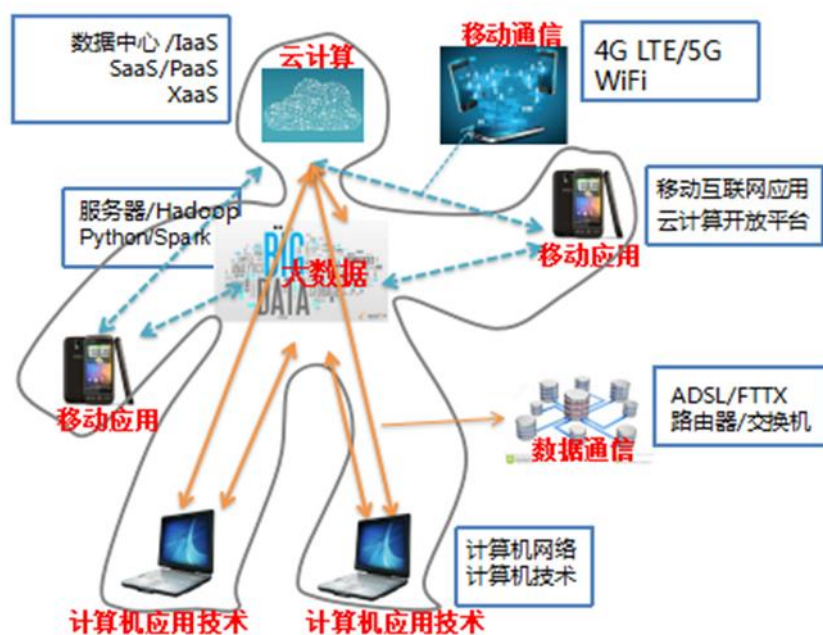 数据中心 /IaaS
SaaS/PaaS
XaaS
云计算
移动通信
4G LTE/5G
WiFi
服务器/Hadoop
Python/Spark
移动互联网应用
云计算开放平台
移动应用
BIG
大数据
DATA
移动应用
ADSL/FTTX
路由器/交换机
数据通信
计算机网络
计算机技术
计算机应用技术
计算机应用技术